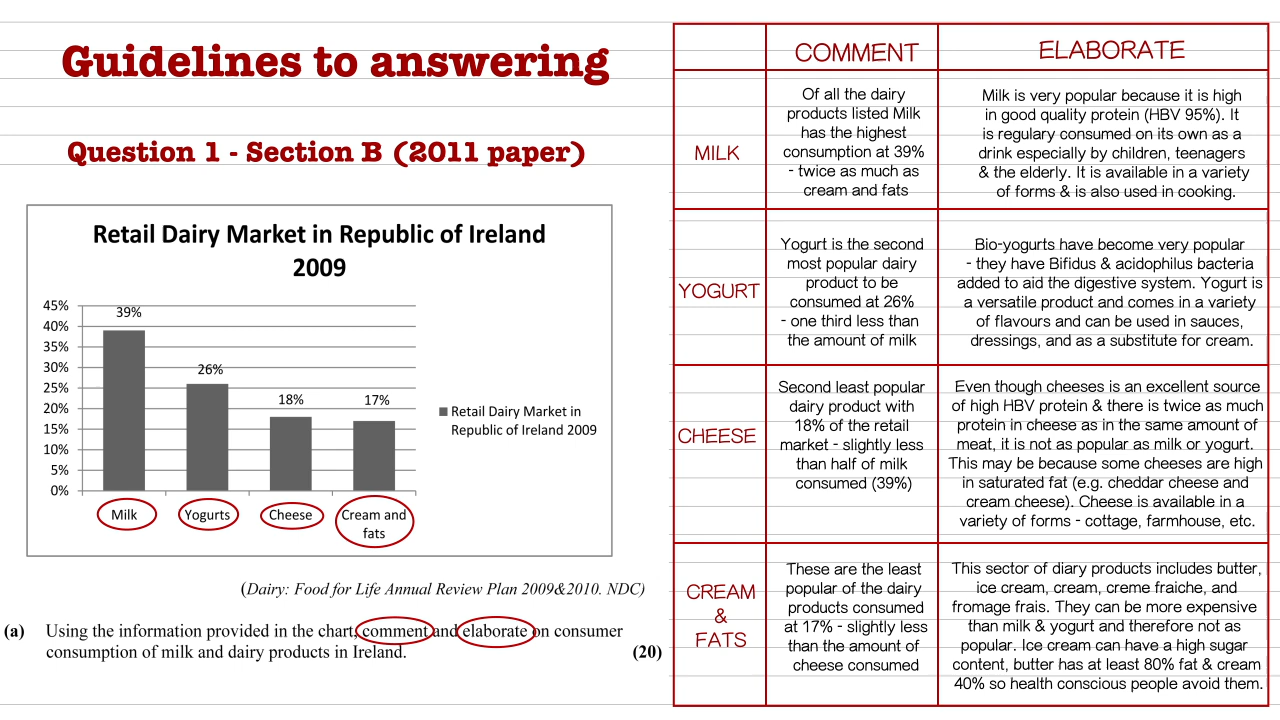 Guidelines to answering
Question 1 - Section B (2011 paper)
Retail Dairy Market in Republic of Ireland
2009
45%
40%
35%
30%
25%
20%
15%
10%
5%
0%
39%
26%
18%
17%
Milk
Yogurts
Cheese
Cream and
fats
Retail Dairy Market in
Republic of Ireland 2009
(Dairy: Food for Life Annual Review Plan 2009&2010. NDC)
(a) Using the information provided in the chart, comment and elaborate on consumer
consumption of milk and dairy products in Ireland. (20)
COMMENT
ELABORATE
MILK
Of all the dairy
products listed Milk
has the highest
consumption at 39%
- twice as much as
cream and fats
Milk is very popular because it is high
in good quality protein (HBV 95%). It
is regulary consumed on its own as a
drink especially by children, teenagers
& the elderly. It is available in a variety
of forms & is also used in cooking.
YOGURT
Yogurt is the second
most popular dairy
product to be
consumed at 26%
- one third less than
the amount of milk
Bio-yogurts have become very popular
- they have Bifidus & acidophilus bacteria
added to aid the digestive system. Yogurt is
a versatile product and comes in a variety
of flavours and can be used in sauces,
dressings, and as a substitute for cream.
CHEESE
Second least popular
dairy product with
18% of the retail
market - slightly less
than half of milk
consumed (39%)
Even though cheeses is an excellent source
of high HBV protein & there is twice as much
protein in cheese as in the same amount of
meat, it is not as popular as milk or yogurt.
This may be because some cheeses are high
in saturated fat (e.g. cheddar cheese and
cream cheese). Cheese is available in a
variety of forms - cottage, farmhouse, etc.
CREAM
&
FATS
These are the least
popular of the dairy
products consumed
at 17% - slightly less
than the amount of
cheese consumed
This sector of diary products includes butter,
ice cream, cream, creme fraiche, and
fromage frais. They can be more expensive
than milk & yogurt and therefore not as
popular. Ice cream can have a high sugar
content, butter has at least 80% fat & cream
40% so health conscious people avoid them.